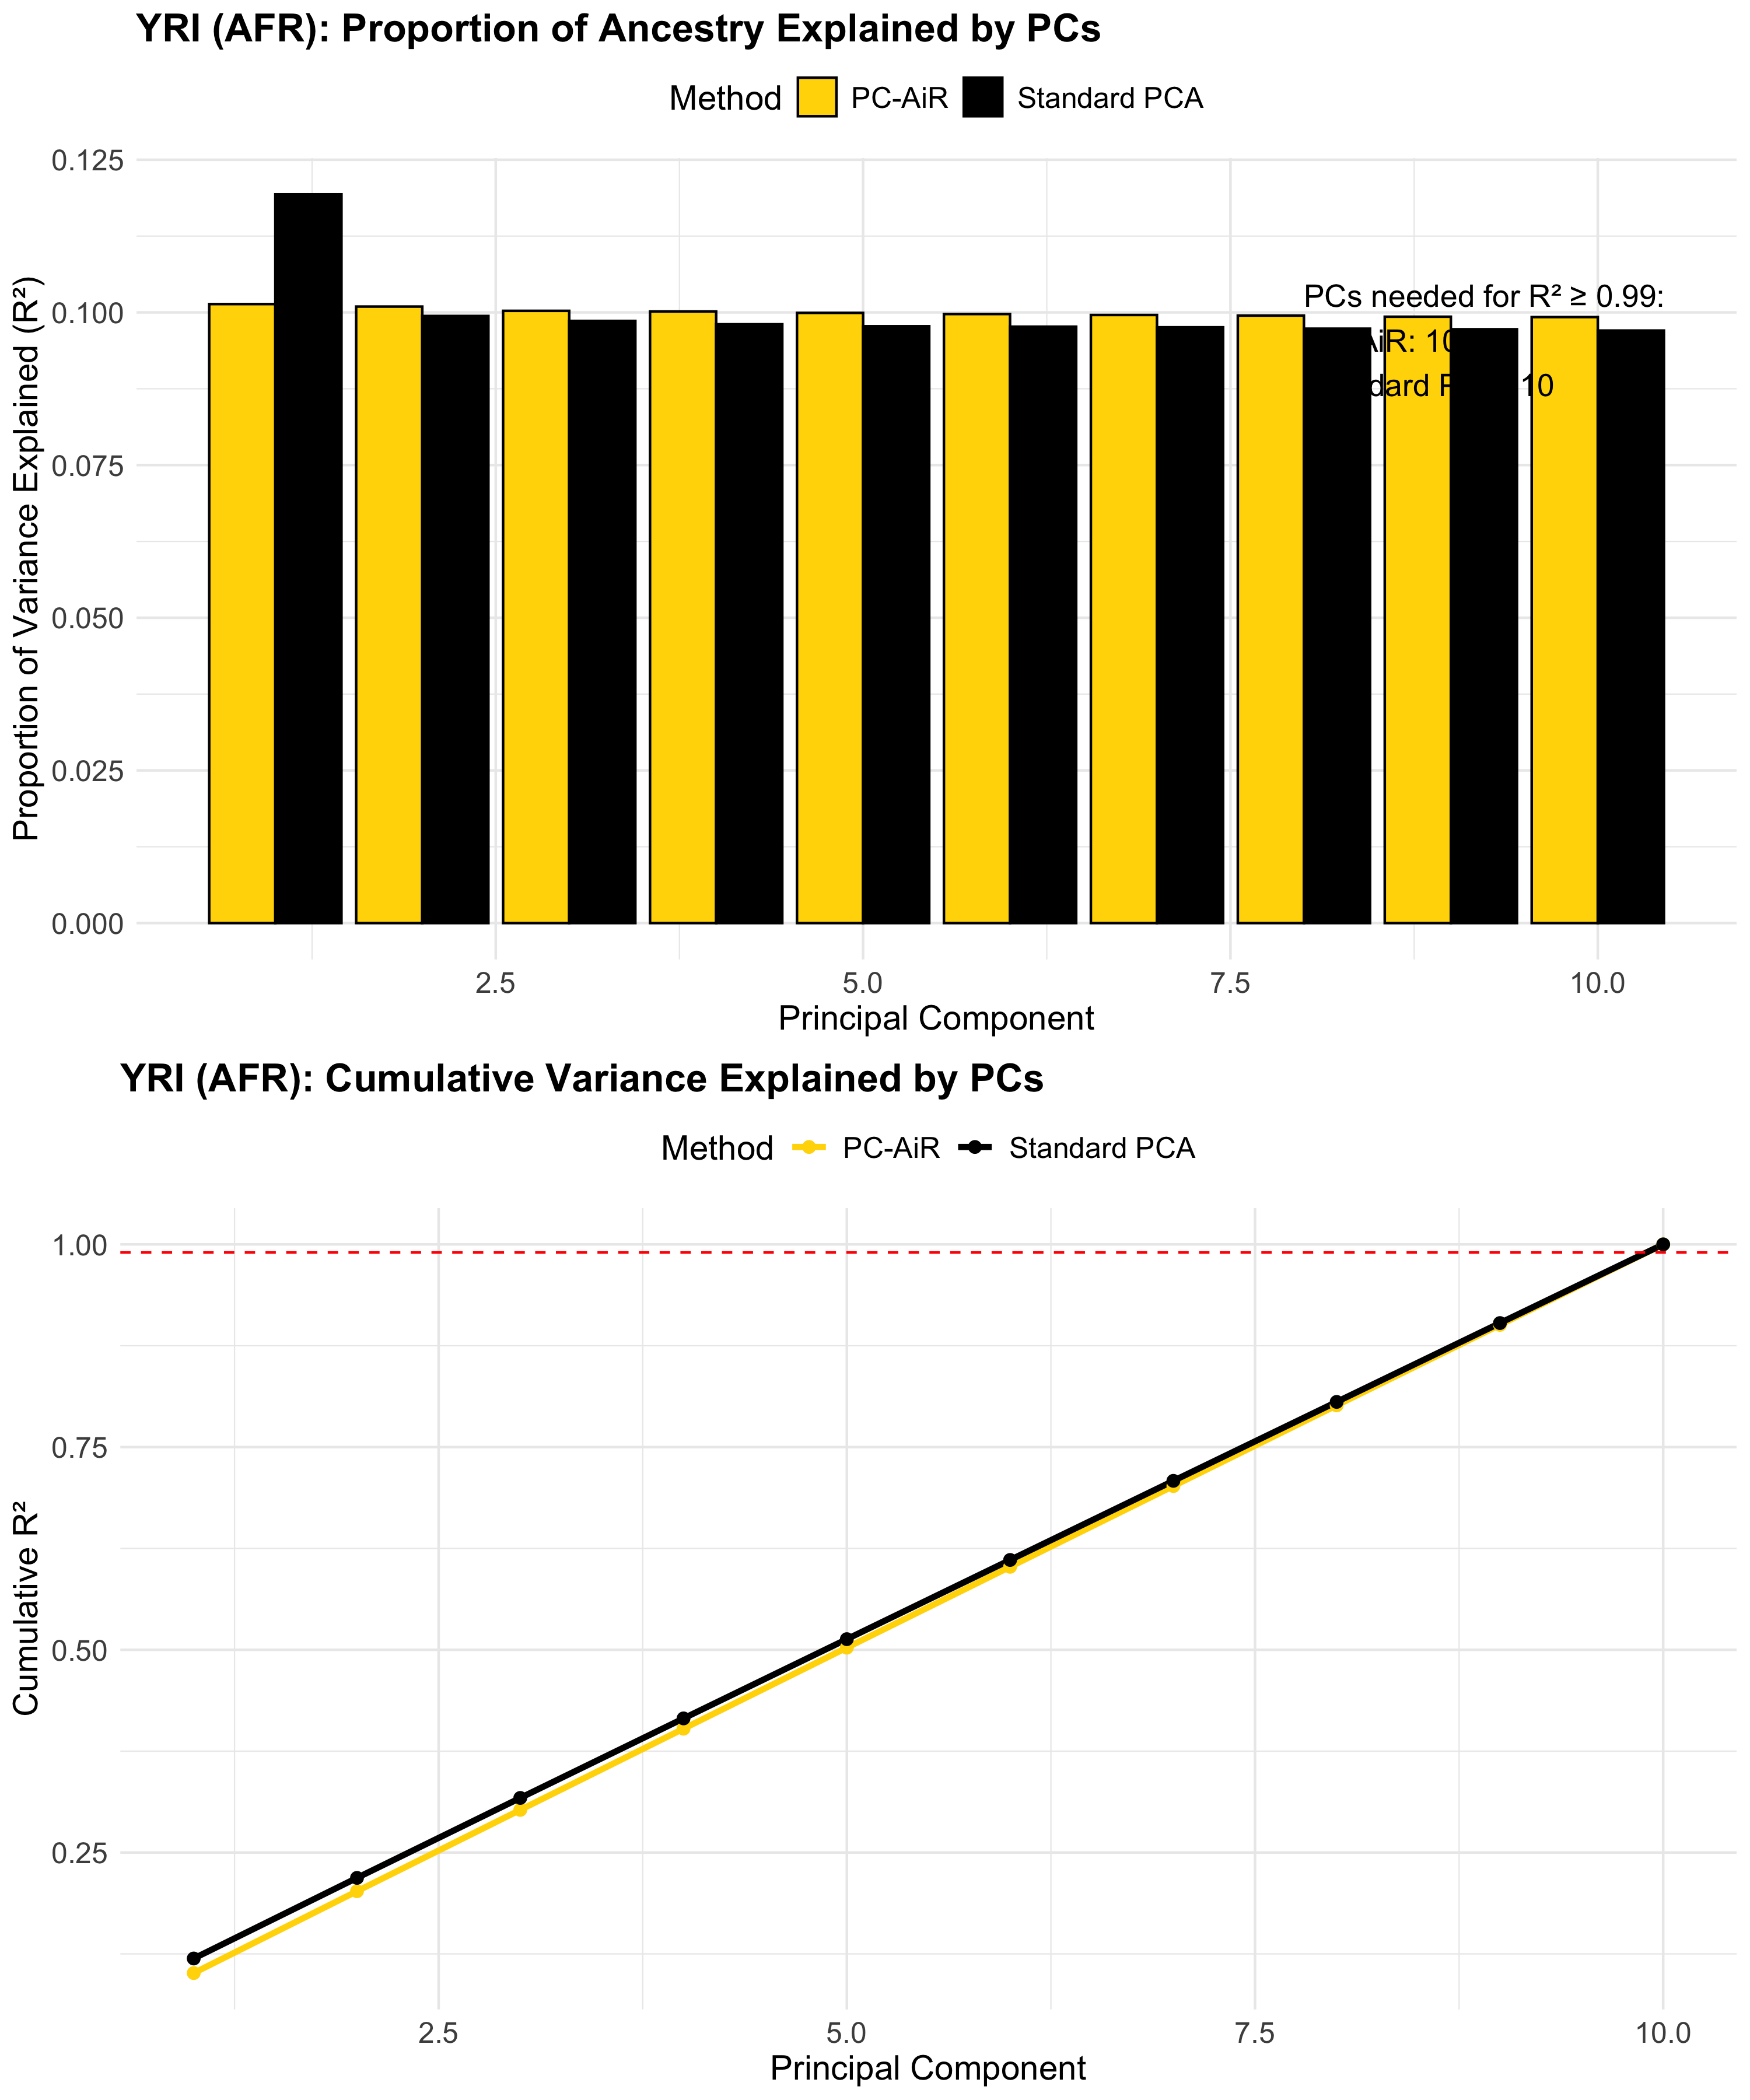 YRI (AFR): Proportion of Ancestry Explained by PCs
Method PC-AiR Standard PCA
Proportion of Variance Explained (R²)
0.125
0.100
0.075
0.050
0.025
0.000
PCs needed for R² ≥ 0.99:
AiR: 10
dard P 10
2.5 5.0 7.5 10.0
Principal Component
YRI (AFR): Cumulative Variance Explained by PCs
Method PC-AiR Standard PCA
Cumulative R²
1.00
0.75
0.50
0.25
2.5 5.0 7.5 10.0
Principal Component